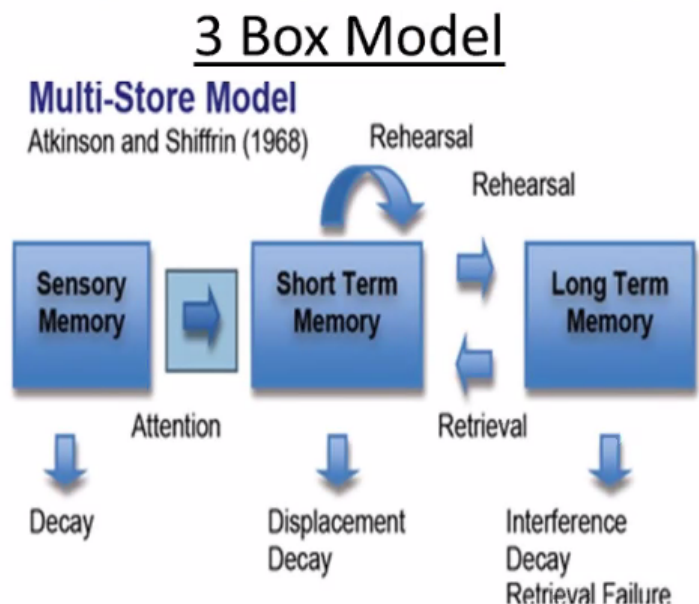 3 Box Model
Multi-Store Model
Atkinson and Shiffrin (1968)
Rehearsal
Rehearsal
Sensory
Memory
Short Term
Memory
Long Term
Memory
Attention
Retrieval
Decay
Displacement
Decay
Interference
Decay
Retrieval Failure